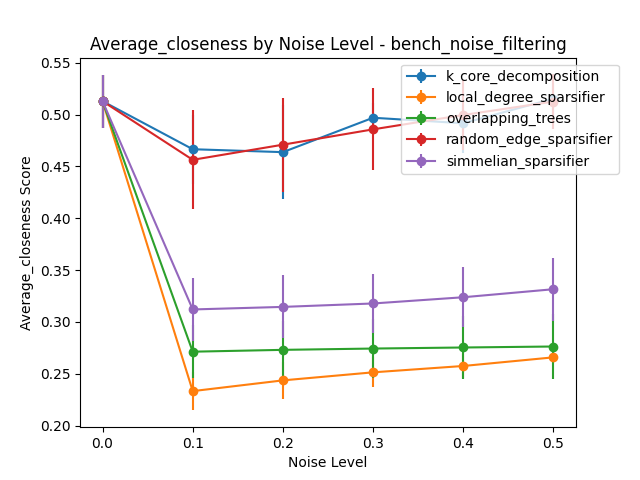 Average_closeness by Noise Level - bench_noise_filtering
Average_closeness Score
0.55
0.50
0.45
0.40
0.35
0.30
0.25
0.20
k_core_decomposition
local_degree_sparsifier
overlapping_trees
random_edge_sparsifier
simmelian_sparsifier
0.0 0.1 0.2 0.3 0.4 0.5
Noise Level